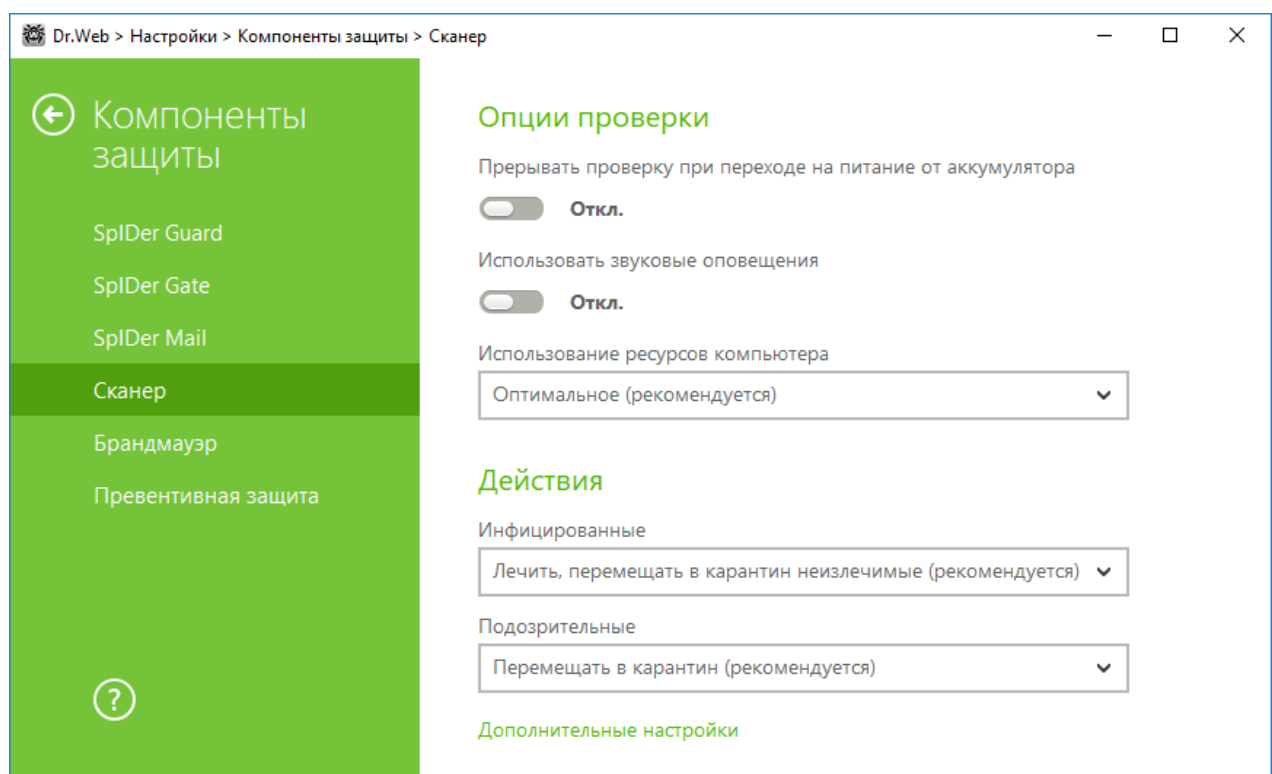 Dr.Web > Настройки > Компоненты защиты > Сканер
Компоненты
защиты
SpIDer Guard
SpIDer Gate
SpIDer Mail
Сканер
Брандмауэр
Превентивная защита
?
Опции проверки
Прерывать проверку при переходе на питание от аккумулятора
Откл.
Использовать звуковые оповещения
Откл.
Использование ресурсов компьютера
Оптимальное (рекомендуется)
Действия
Инфицированные
Лечить, перемещать в карантин неизлечимые (рекомендуется)
Подозрительные
Перемещать в карантин (рекомендуется)
Дополнительные настройки